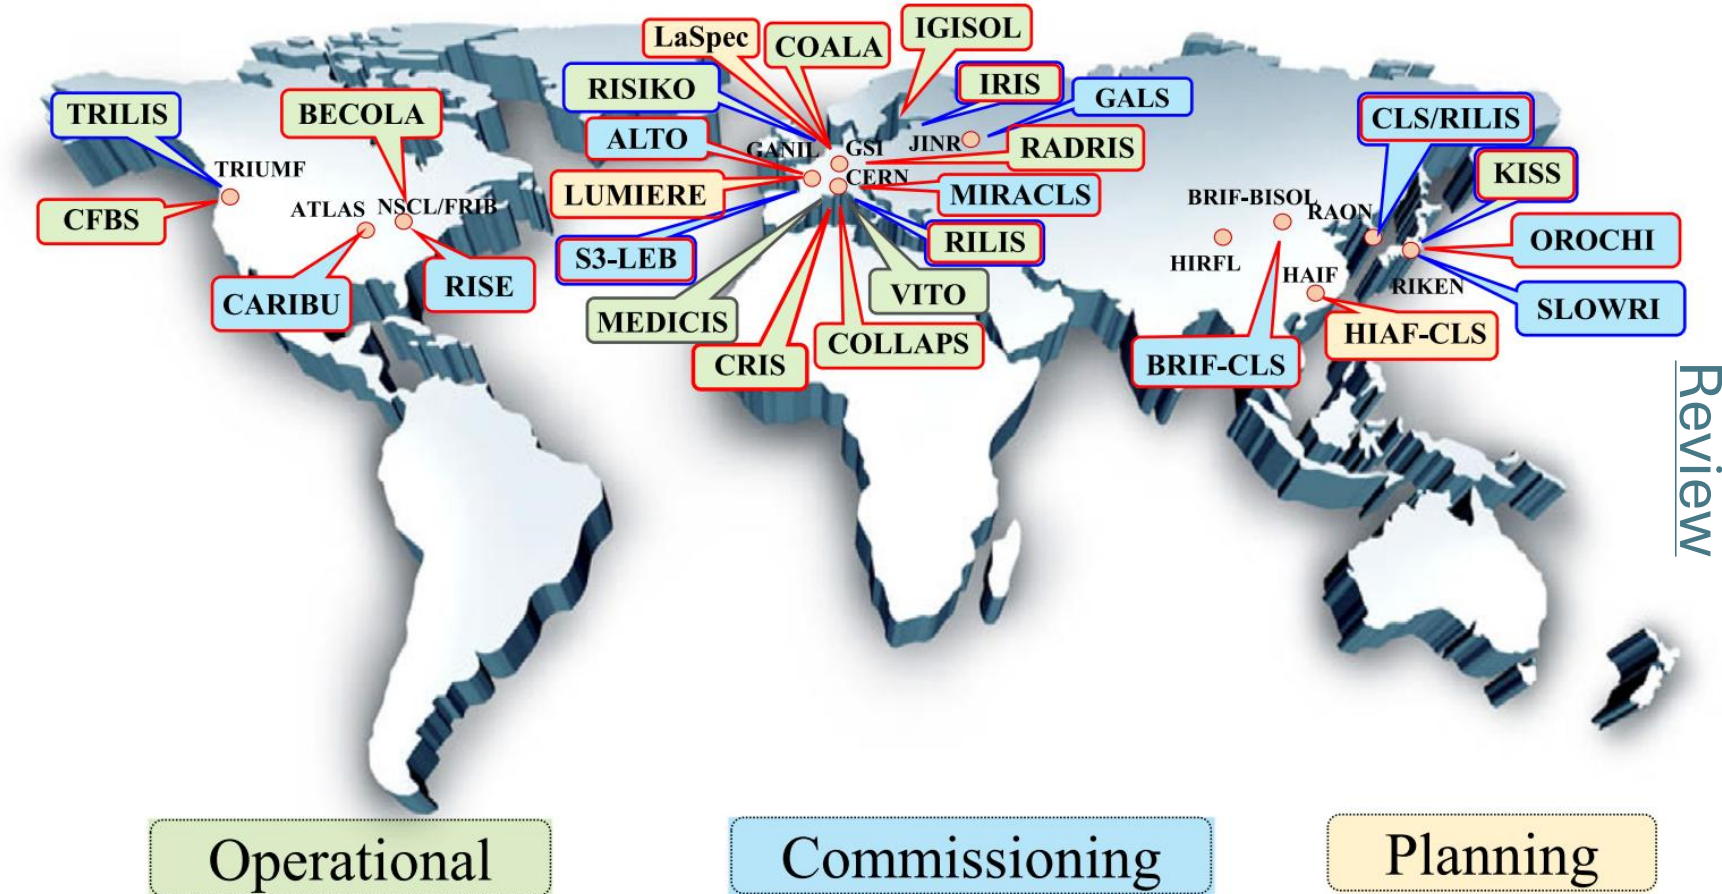 LaSpec
COALA
IGISOL
RISIKO
IRIS
GALS
TRILIS
BECOLA
CLS/RILIS
ALTO
GANIL
GSI
JINR
RADRIS
TRIUMF
KISS
LUMIERE
CERN
MIRACLS
CFBS
ATLAS
NSCL/FRIB
BRIF-BISOL
RAON
S3-LEB
RILIS
OROCHI
HIRFL
HAIF
RIKEN
CARIBU
RISE
VITO
SLOWRI
MEDICIS
COLLAPS
HIAF-CLS
CRIS
BRIF-CLS
Review
Operational
Commissioning
Planning